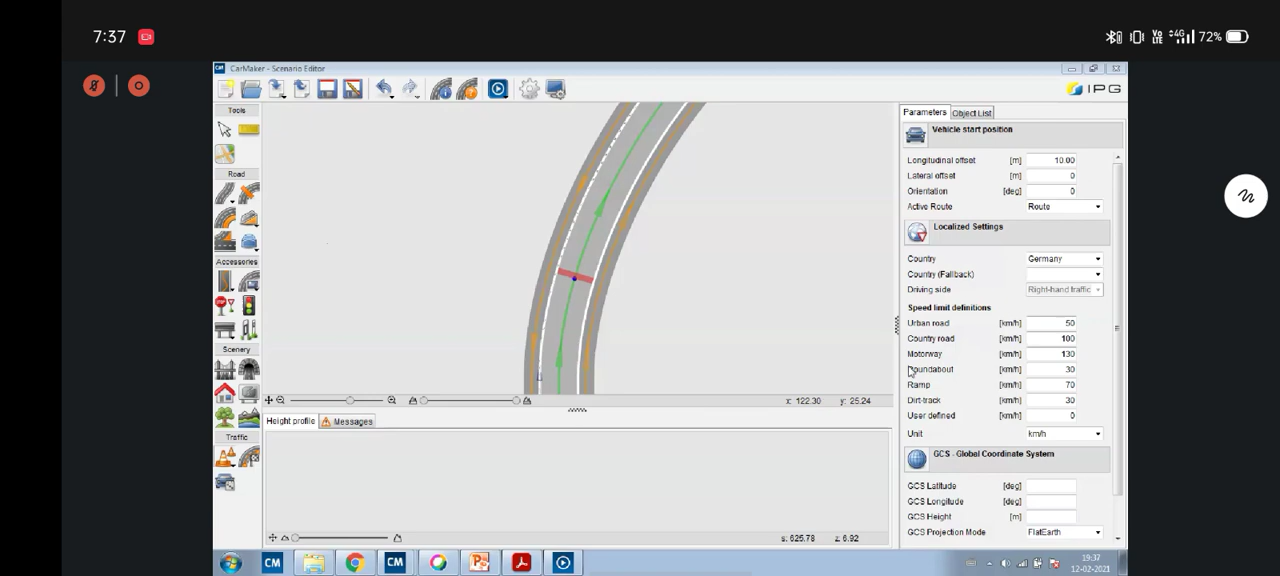 7:37
4G
72%
CM
CarMaker - Scenario Editor
IPG
Tools
Road
Accessories
STOP
Scenery
Traffic
Parameters
Object List
Vehicle start position
Longitudinal offset [m] 10.00
Lateral offset [m] 0
Orientation [deg] 0
Active Route Route
Localized Settings
Country Germany
Country (Fallback)
Driving side Right-hand traffic
Speed limit definitions
Urban road [km/h] 50
Country road [km/h] 100
Motorway [km/h] 130
Roundabout [km/h] 30
Ramp [km/h] 70
Dirt-track [km/h] 30
User defined [km/h] 0
Unit km/h
GCS - Global Coordinate System
GCS Latitude [deg]
GCS Longitude [deg]
GCS Height [m]
GCS Projection Mode FlatEarth
x: 122.30 y: 25.24
Height profile
Messages
s: 625.78 z: 6.92
CM
CM
19:37
12-02-2021